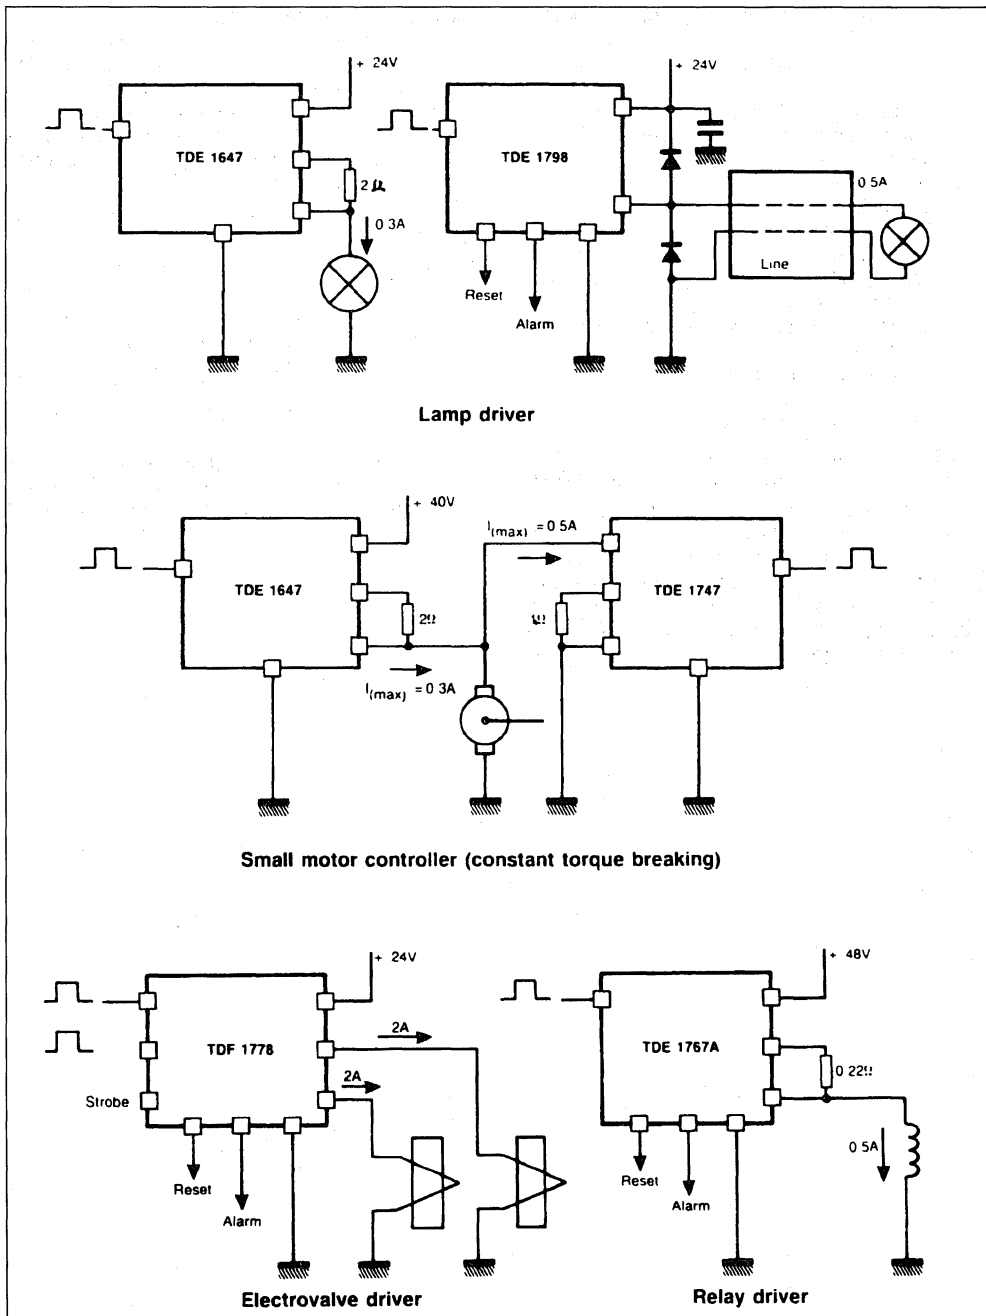 + 24V
TDE 1647
2 Ω
0 3A
+ 24V
TDE 1798
0 5A
Line
Reset
Alarm
Lamp driver
+ 40V
I(max) = 0 5A
TDE 1647
TDE 1747
2Ω
1Ω
I(max) = 0 3A
Small motor controller (constant torque breaking)
+ 24V
+ 48V
2A
TDF 1778
TDE 1767A
2A
0 22Ω
Strobe
0 5A
Reset
Alarm
Reset
Alarm
Electrovalve driver
Relay driver